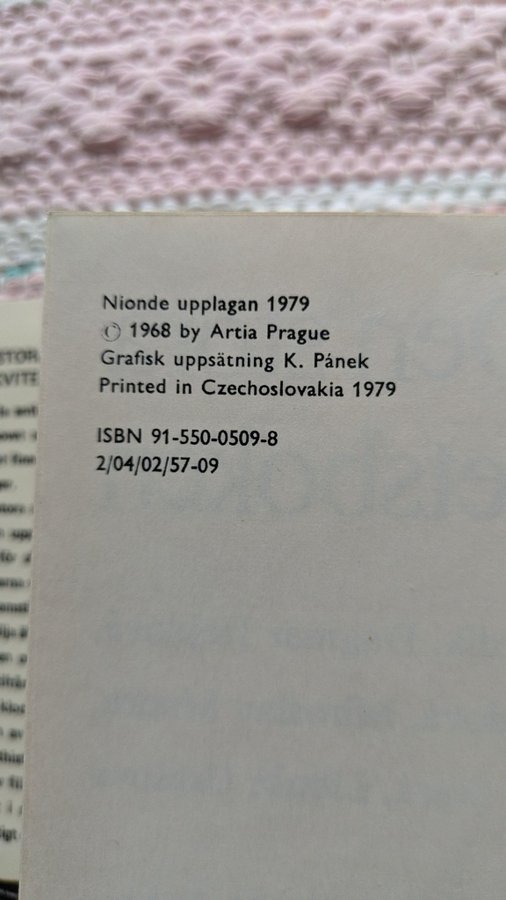 Nionde upplagan 1979
© 1968 by Artia Prague
Grafisk uppsätning K. Pánek
Printed in Czechoslovakia 1979
ISBN 91-550-0509-8
2/04/02/57-09